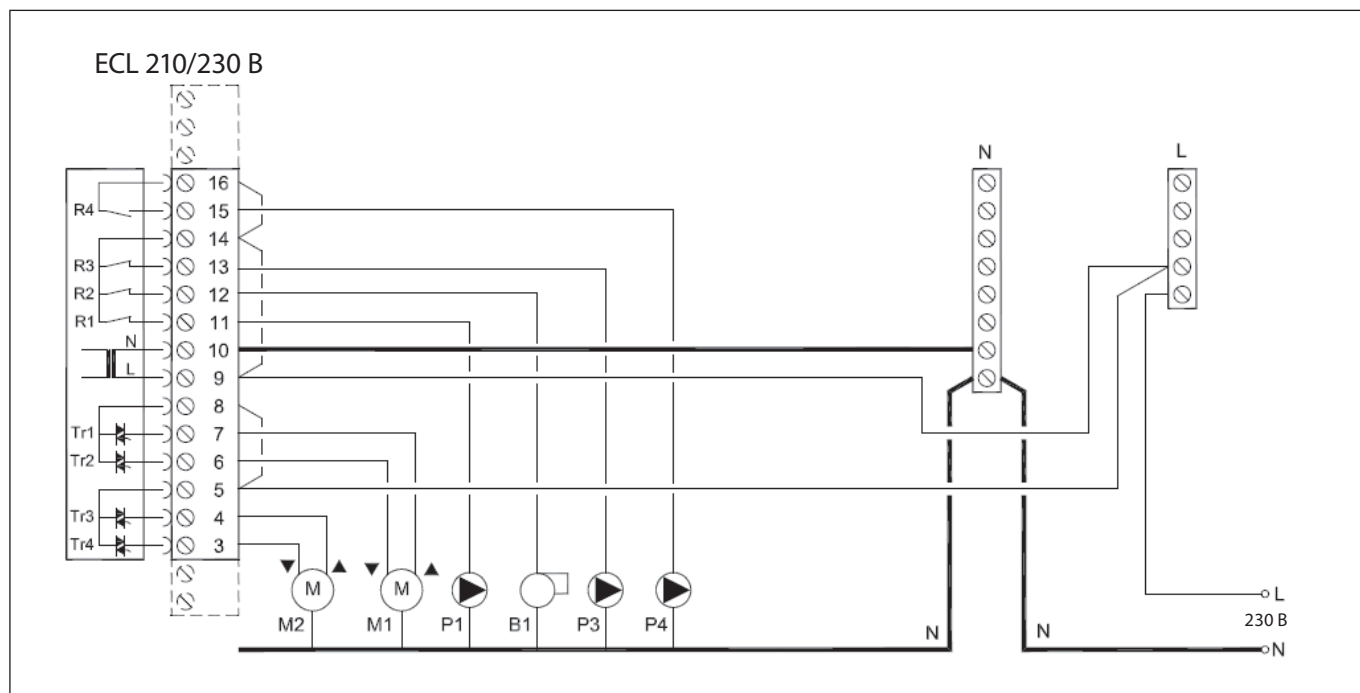 ECL 210/230 В
N L
16
R4 15
14
R3 13
R2 12
R1 11
N 10
L 9
8
Tr1 7
Tr2 6
5
Tr3 4
Tr4 3
M M
L
230 В
M2 M1 P1 B1 P3 P4 N N
N